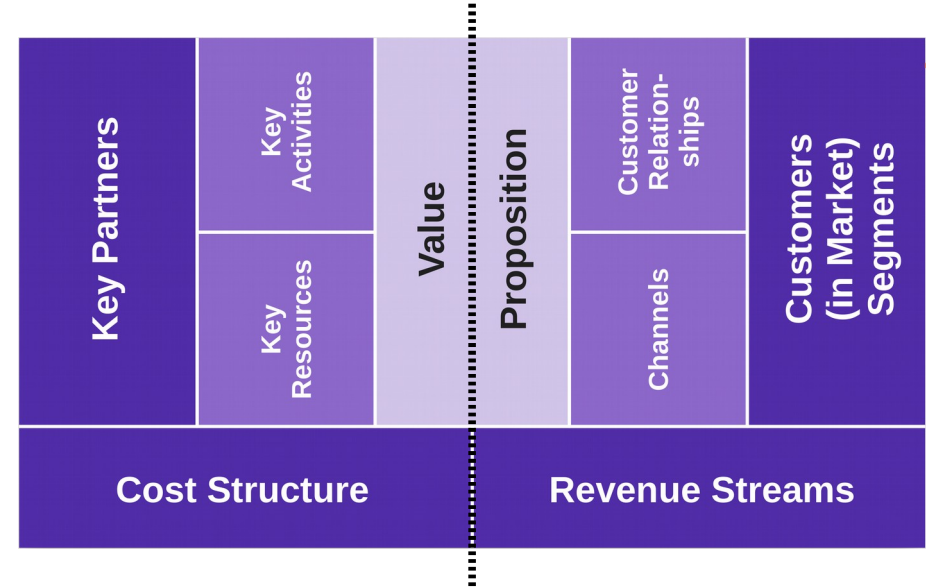 Key Partners
Key
Activities
Key
Resources
Value
Proposition
Customer
Relation-
ships
Channels
Customers
(in Market)
Segments
Cost Structure
Revenue Streams